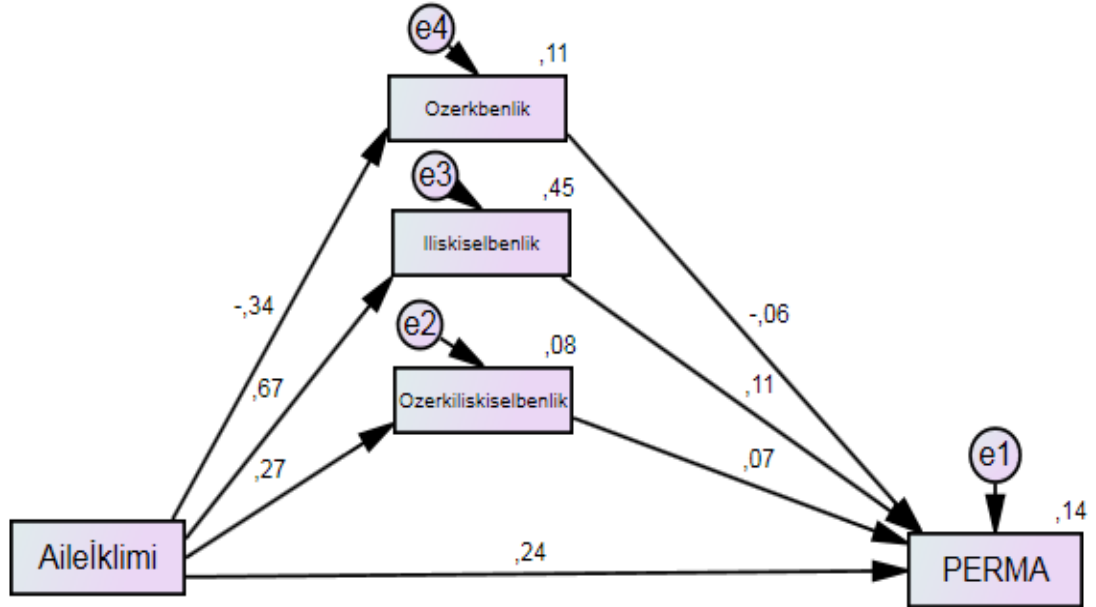 e4
,11
Ozerkbenlik
e3
,45
Iliskiselbenlik
-,34
-,06
e2
,08
,67
,11
Ozerkiliskiselbenlik
,27
,07
e1
,14
Aileİklimi
,24
PERMA